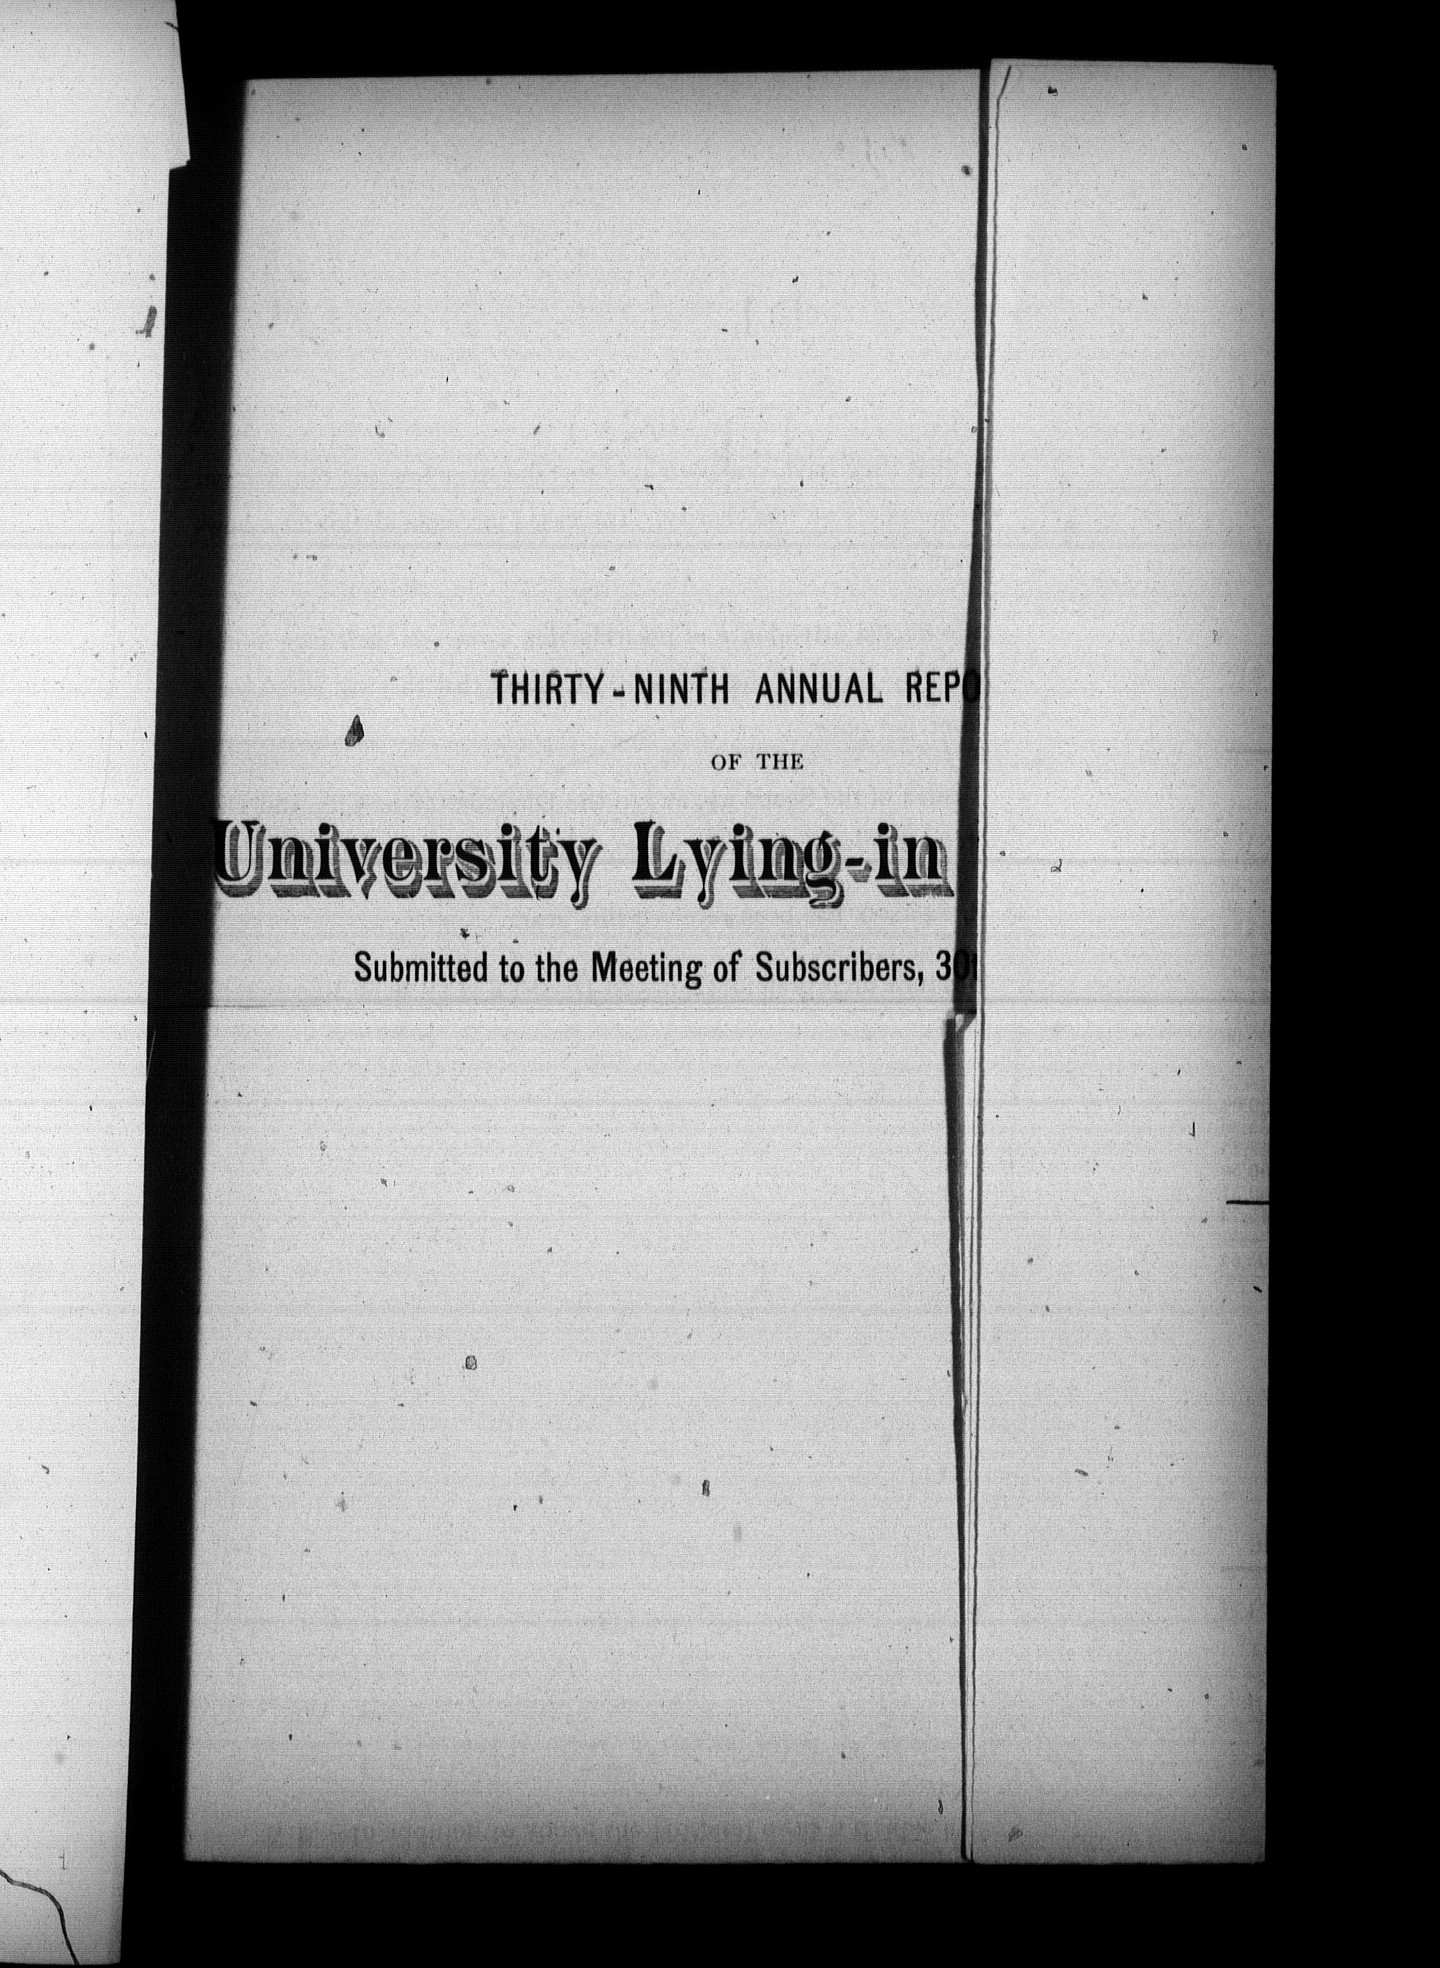 THIRTY-NINTH ANNUAL REPO
OF THE
University Lying-in
Submitted to the Meeting of Subscribers, 30